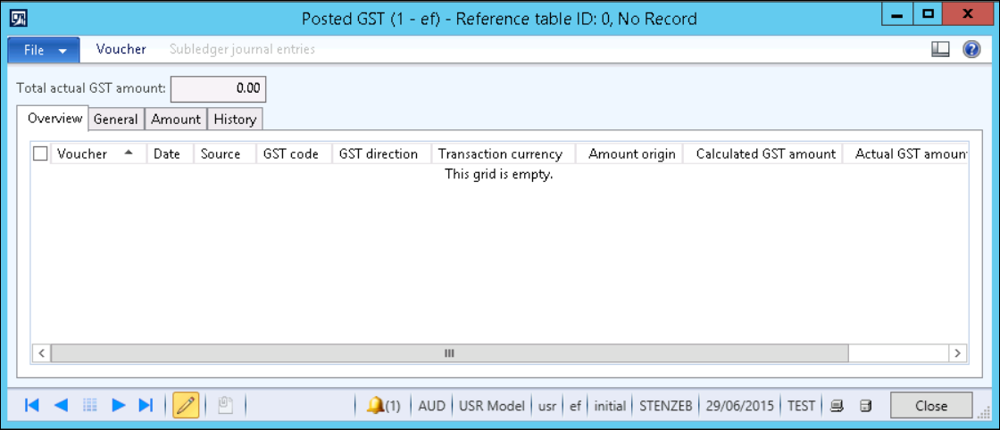 Posted GST (1 - ef) - Reference table ID: 0, No Record
File Voucher Subledger journal entries
Total actual GST amount: 0.00
Overview General Amount History
Voucher Date Source GST code GST direction Transaction currency Amount origin Calculated GST amount Actual GST amoun
This grid is empty.
(1) AUD USR Model usr ef initial STENZEB 29/06/2015 TEST Close